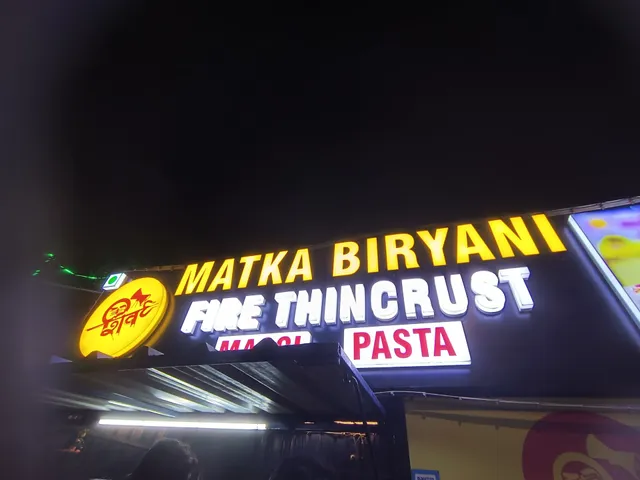 MATKA BIRYANI
FIRE THINCRUST
PASTA